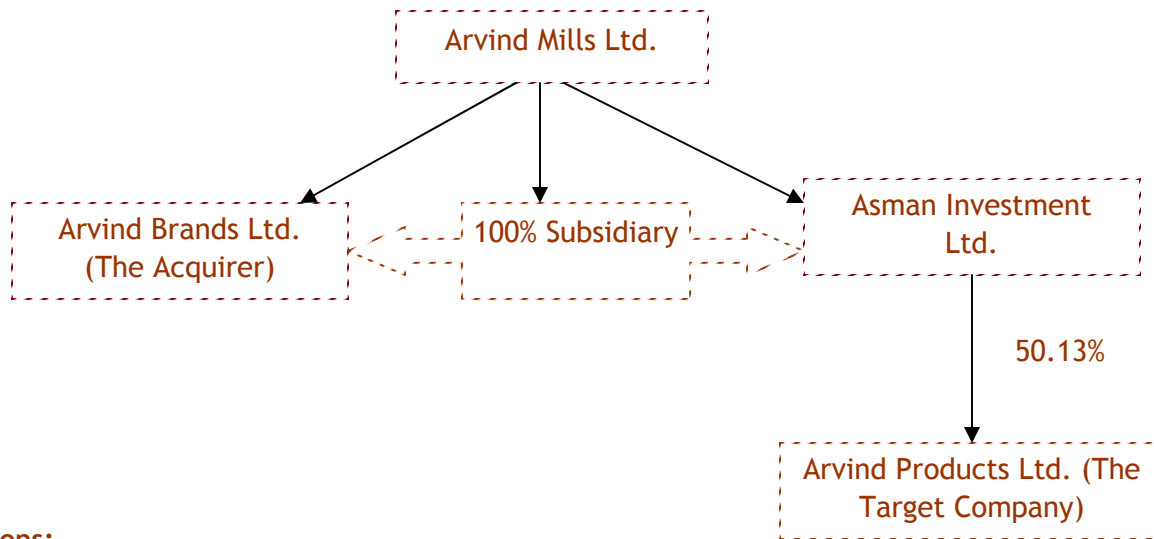 Arvind Mills Ltd.
Arvind Brands Ltd.
(The Acquirer)
100% Subsidiary
Asman Investment
Ltd.
50.13%
Arvind Products Ltd. (The
Target Company)